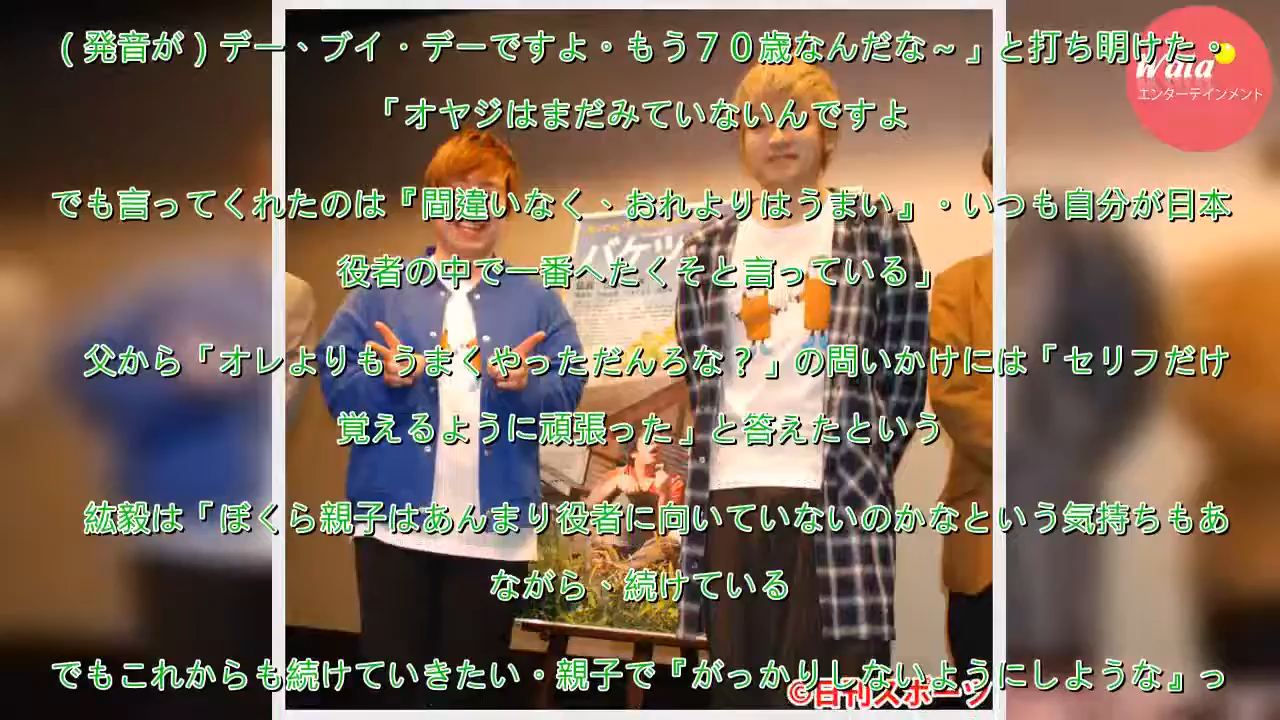 (発音が)デー、ブイ・デーですよ・もう７０歳なんだな～」と打ち明けた・
「オヤジはまだみていないんですよ
でも言ってくれたのは『間違いなく、おれよりはうまい』・いつも自分が日本
役者の中で一番へたくそと言っている」
父から「オレよりもうまくやっただんろな？」の問いかけには「セリフだけ
覚えるように頑張った」と答えたという
紘毅は「ぼくら親子はあんまり役者に向いていないのかなという気持ちもあ
ながら、続けている
でもこれからも続けていきたい・親子で『がっかりしないようにしような』っ
Wala
エンターテインメント
バケツ
©日刊スポーツ